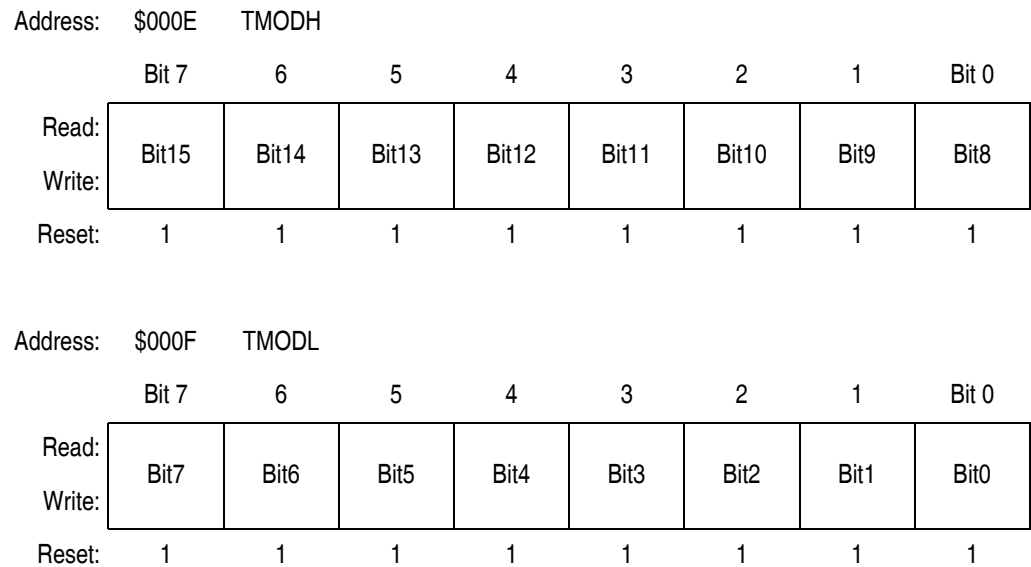 Address: $000E TMODH
Bit 7 6 5 4 3 2 1 Bit 0
Read:
Bit15 Bit14 Bit13 Bit12 Bit11 Bit10 Bit9 Bit8
Write:
Reset: 1 1 1 1 1 1 1 1
Address: $000F TMODL
Bit 7 6 5 4 3 2 1 Bit 0
Read:
Bit7 Bit6 Bit5 Bit4 Bit3 Bit2 Bit1 Bit0
Write:
Reset: 1 1 1 1 1 1 1 1